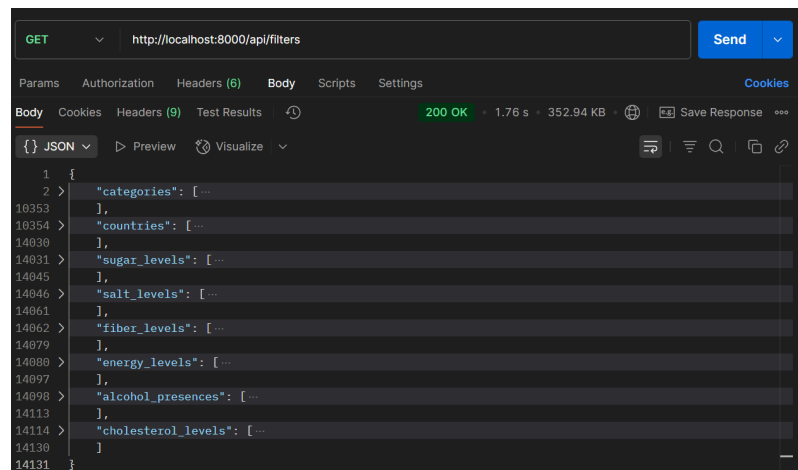 GET http://localhost:8000/api/filters Send
Params Authorization Headers (6) Body Scripts Settings Cookies
Body Cookies Headers (9) Test Results 200 OK • 1.76 s • 352.94 KB e.g. Save Response •••
{} JSON Preview Visualize
1 {
2 "categories": [ ···
10353 ],
10354 "countries": [ ···
14030 ],
14031 "sugar_levels": [ ···
14045 ],
14046 "salt_levels": [ ···
14061 ],
14062 "fiber_levels": [ ···
14079 ],
14080 "energy_levels": [ ···
14097 ],
14098 "alcohol_presences": [ ···
14113 ],
14114 "cholesterol_levels": [ ···
14130 ]
14131 }